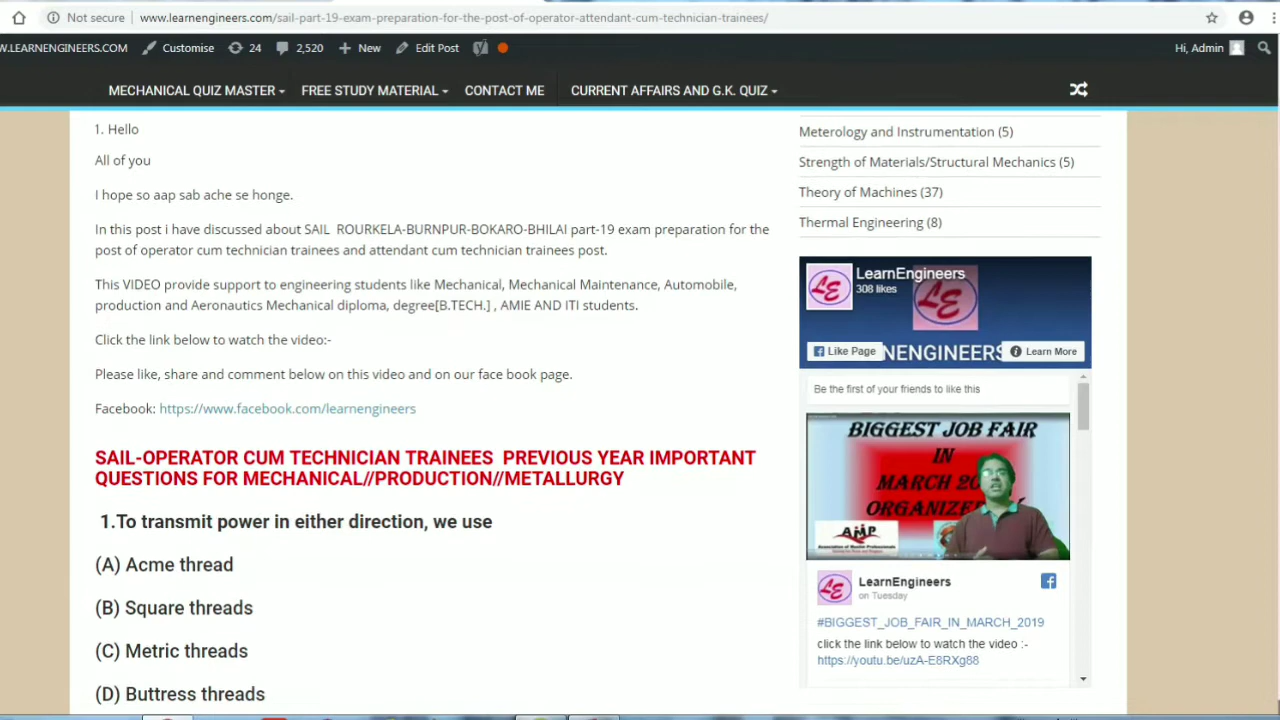 Not secure
www.learnengineers.com/sail-part-19-exam-preparation-for-the-post-of-operator-attendant-cum-technician-trainees/
W.LEARNENGINEERS.COM
Customise
24
2,520
New
Edit Post
Hi, Admin
MECHANICAL QUIZ MASTER
FREE STUDY MATERIAL
CONTACT ME
CURRENT AFFAIRS AND G.K. QUIZ
1. Hello
All of you
I hope so aap sab ache se honge.
In this post i have discussed about SAIL ROURKELA-BURNPUR-BOKARO-BHILAI part-19 exam preparation for the
post of operator cum technician trainees and attendant cum technician trainees post.
This VIDEO provide support to engineering students like Mechanical, Mechanical Maintenance, Automobile,
production and Aeronautics Mechanical diploma, degree[B.TECH.] , AMIE AND ITI students.
Click the link below to watch the video:-
Please like, share and comment below on this video and on our face book page.
Facebook: https://www.facebook.com/learnengineers
SAIL-OPERATOR CUM TECHNICIAN TRAINEES PREVIOUS YEAR IMPORTANT
QUESTIONS FOR MECHANICAL//PRODUCTION//METALLURGY
1.To transmit power in either direction, we use
(A) Acme thread
(B) Square threads
(C) Metric threads
(D) Buttress threads
Meterology and Instrumentation (5)
Strength of Materials/Structural Mechanics (5)
Theory of Machines (37)
Thermal Engineering (8)
LE
LearnEngineers
308 likes
LE
Like Page
NENGINEERS
Learn More
Be the first of your friends to like this
BIGGEST JOB FAIR
IN
MARCH 20
ORGANIZE
AMP
Association of Muslim Professionals
LE
LearnEngineers
on Tuesday
#BIGGEST_JOB_FAIR_IN_MARCH_2019
click the link below to watch the video :-
https://youtu.be/uzA-E8RXg88